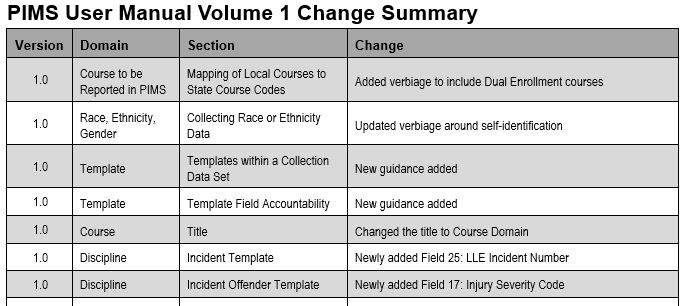 PIMS User Manual Volume 1 Change Summary
Version Domain Section Change
1.0 Course to be Reported in PIMS Mapping of Local Courses to State Course Codes Added verbiage to include Dual Enrollment courses
1.0 Race, Ethnicity, Gender Collecting Race or Ethnicity Data Updated verbiage around self-identification
1.0 Template Templates within a Collection Data Set New guidance added
1.0 Template Template Field Accountability New guidance added
1.0 Course Title Changed the title to Course Domain
1.0 Discipline Incident Template Newly added Field 25: LLE Incident Number
1.0 Discipline Incident Offender Template Newly added Field 17: Injury Severity Code